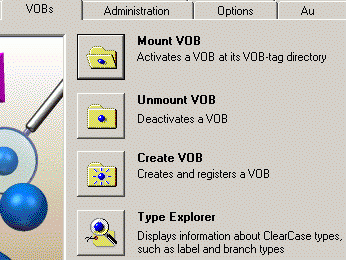 VOBs
Administration
Options
Au
Mount VOB
Activates a VOB at its VOB-tag directory
Unmount VOB
Deactivates a VOB
Create VOB
Creates and registers a VOB
Type Explorer
Displays information about ClearCase types,
such as label and branch types